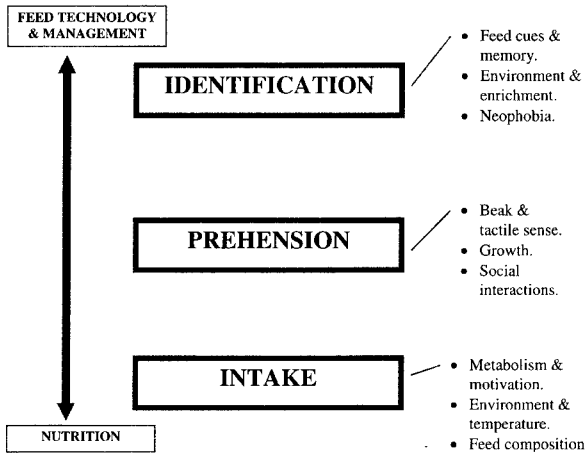 FEED TECHNOLOGY
& MANAGEMENT
IDENTIFICATION
• Feed cues &
memory.
• Environment &
enrichment.
• Neophobia.
PREHENSION
• Beak &
tactile sense.
• Growth.
• Social
interactions.
INTAKE
• Metabolism &
motivation.
• Environment &
temperature.
• Feed composition
NUTRITION